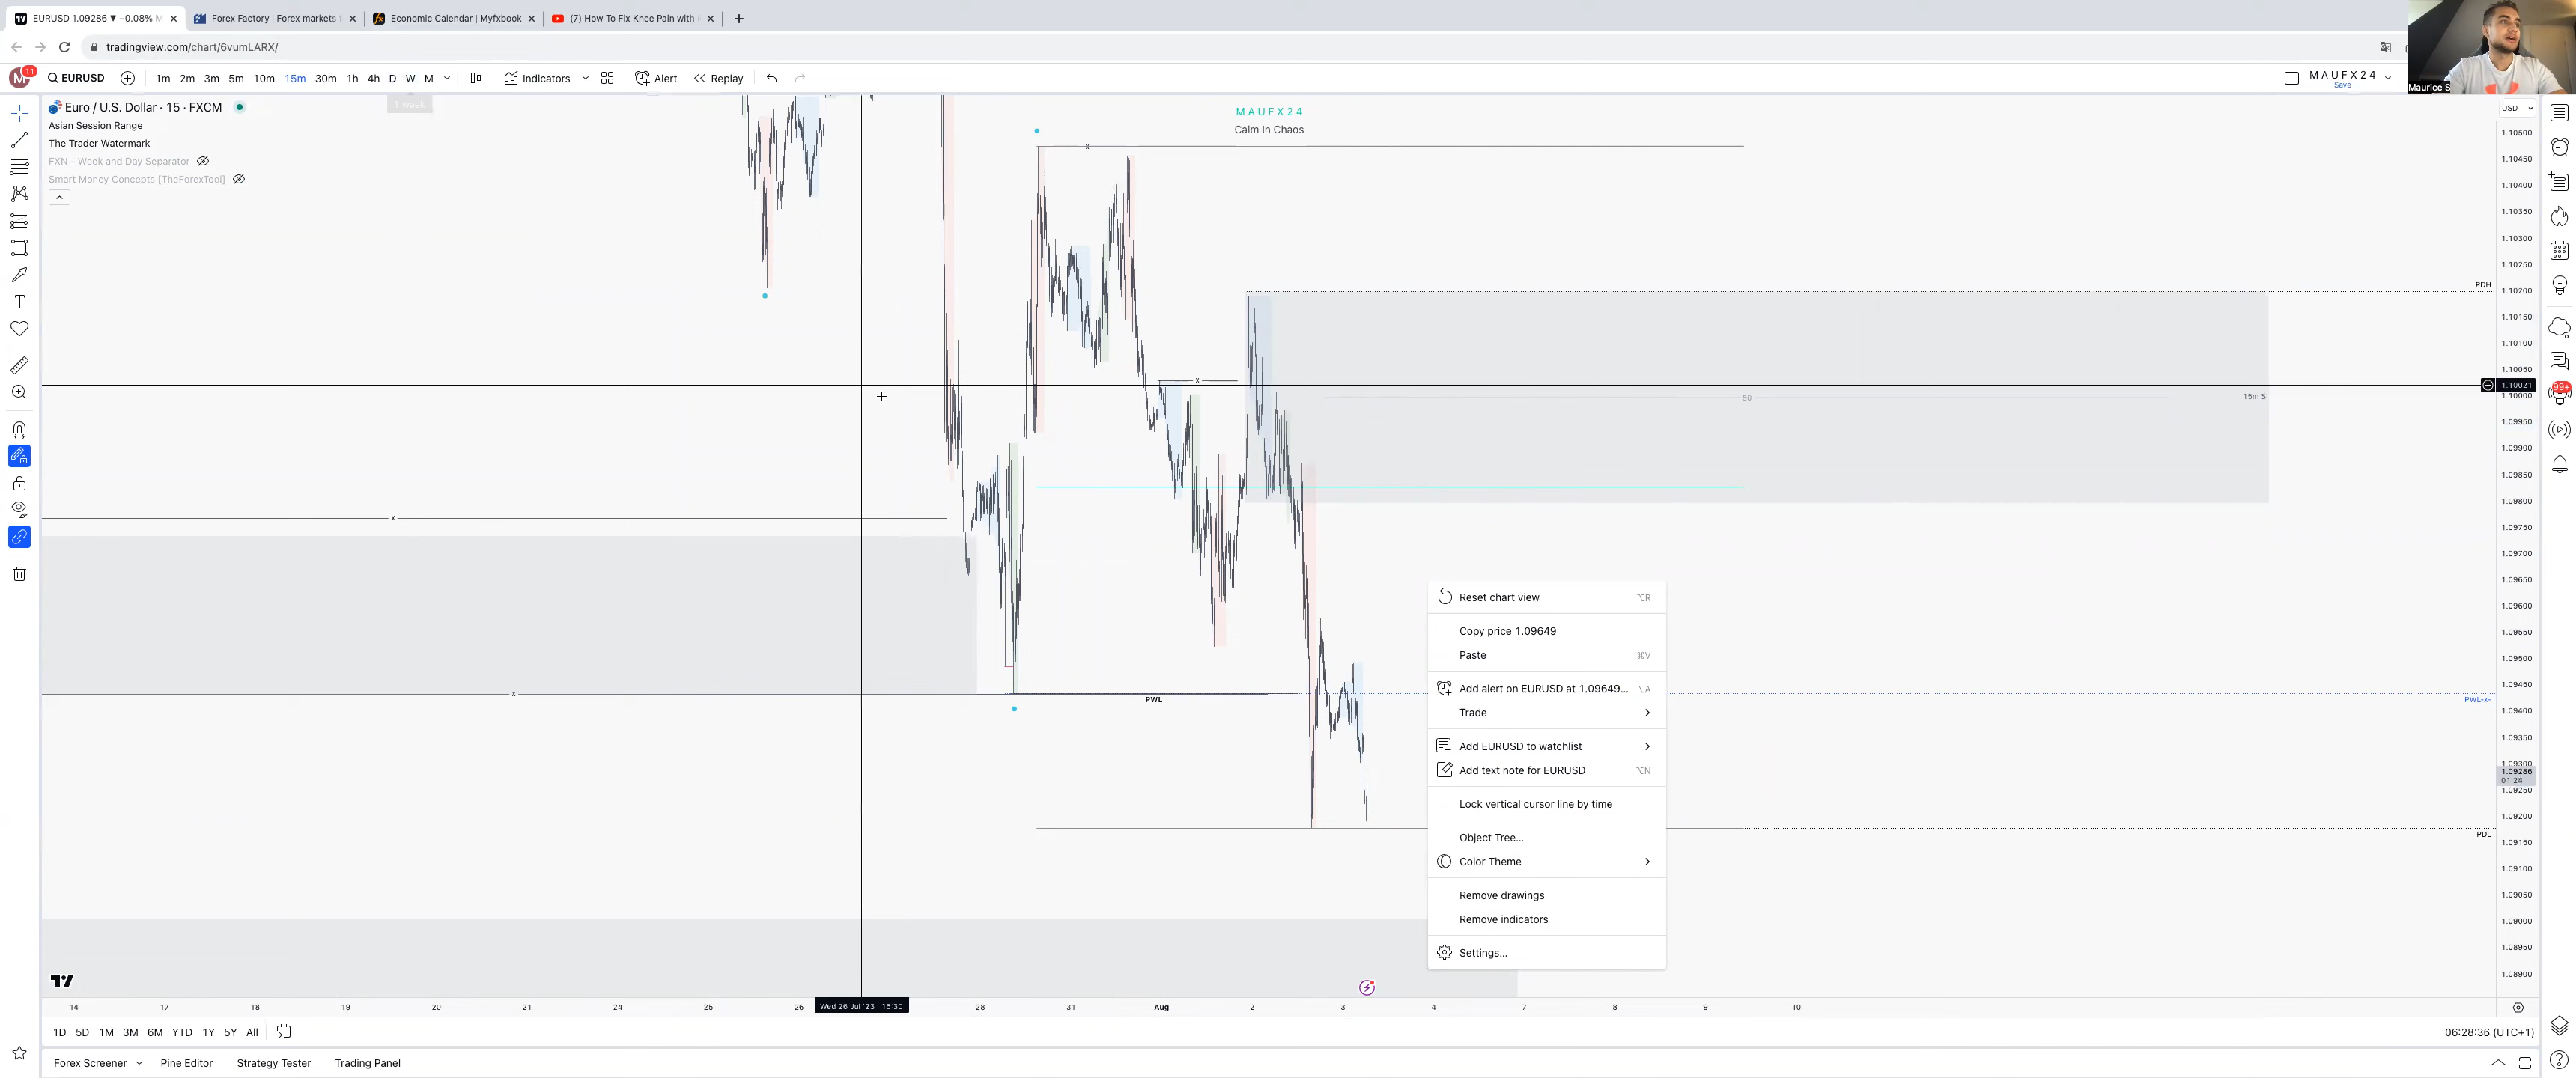 EURUSD 1.09286 ▼ −0.08% M
Forex Factory | Forex markets f
Economic Calendar | Myfxbook
(7) How To Fix Knee Pain with
tradingview.com/chart/6vumLARX/
M 11 EURUSD 1m 2m 3m 5m 10m 15m 30m 1h 4h D W M Indicators Alert Replay MAUFX24
Save
Maurice S
1 week
Euro / U.S. Dollar · 15 · FXCM
Asian Session Range
The Trader Watermark
FXN - Week and Day Separator
Smart Money Concepts [TheForexTool]
MAUFX24
Calm In Chaos
USD
1.10500
1.10450
1.10400
1.10350
1.10300
1.10250
PDH
1.10200
1.10150
1.10100
1.10050
x
x
1.10021
1.10000
50
15m S
1.09950
1.09900
1.09850
1.09800
x
1.09750
1.09700
1.09650
1.09600
1.09550
1.09500
1.09450
x
PWL
PWL-x-
1.09400
1.09350
1.09300
1.09286
01:24
1.09250
1.09200
PDL
1.09150
1.09100
1.09050
1.09000
1.08950
1.08900
Reset chart view ⌥R
Copy price 1.09649
Paste ⌘V
Add alert on EURUSD at 1.09649... ⌥A
Trade
Add EURUSD to watchlist
Add text note for EURUSD ⌥N
Lock vertical cursor line by time
Object Tree...
Color Theme
Remove drawings
Remove indicators
Settings...
99+
14 17 18 19 20 21 24 25 26 Wed 26 Jul '23 16:30 28 31 Aug 2 3 4 7 8 9 10
1D 5D 1M 3M 6M YTD 1Y 5Y All
06:28:36 (UTC+1)
Forex Screener Pine Editor Strategy Tester Trading Panel